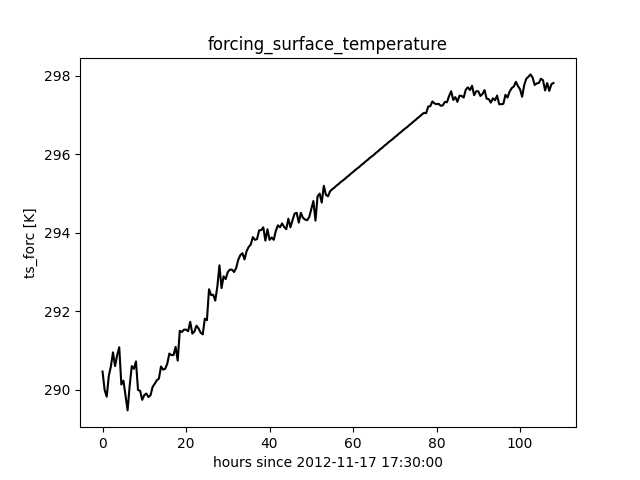 forcing_surface_temperature
ts_forc [K]
298
296
294
292
290
0 20 40 60 80 100
hours since 2012-11-17 17:30:00